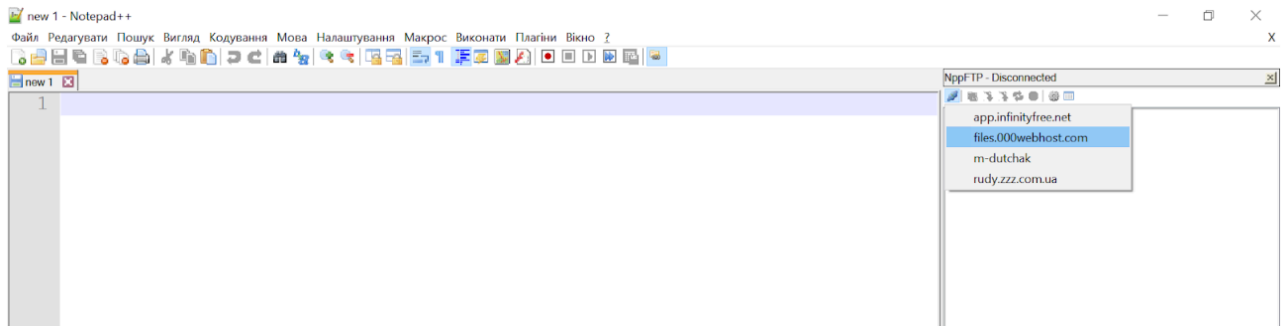 new 1 - Notepad++
Файл Редагувати Пошук Вигляд Кодування Мова Налаштування Макрос Виконати Плагіни Вікно ? X
new 1
NppFTP - Disconnected
1
app.infinityfree.net
files.000webhost.com
m-dutchak
rudy.zzz.com.ua